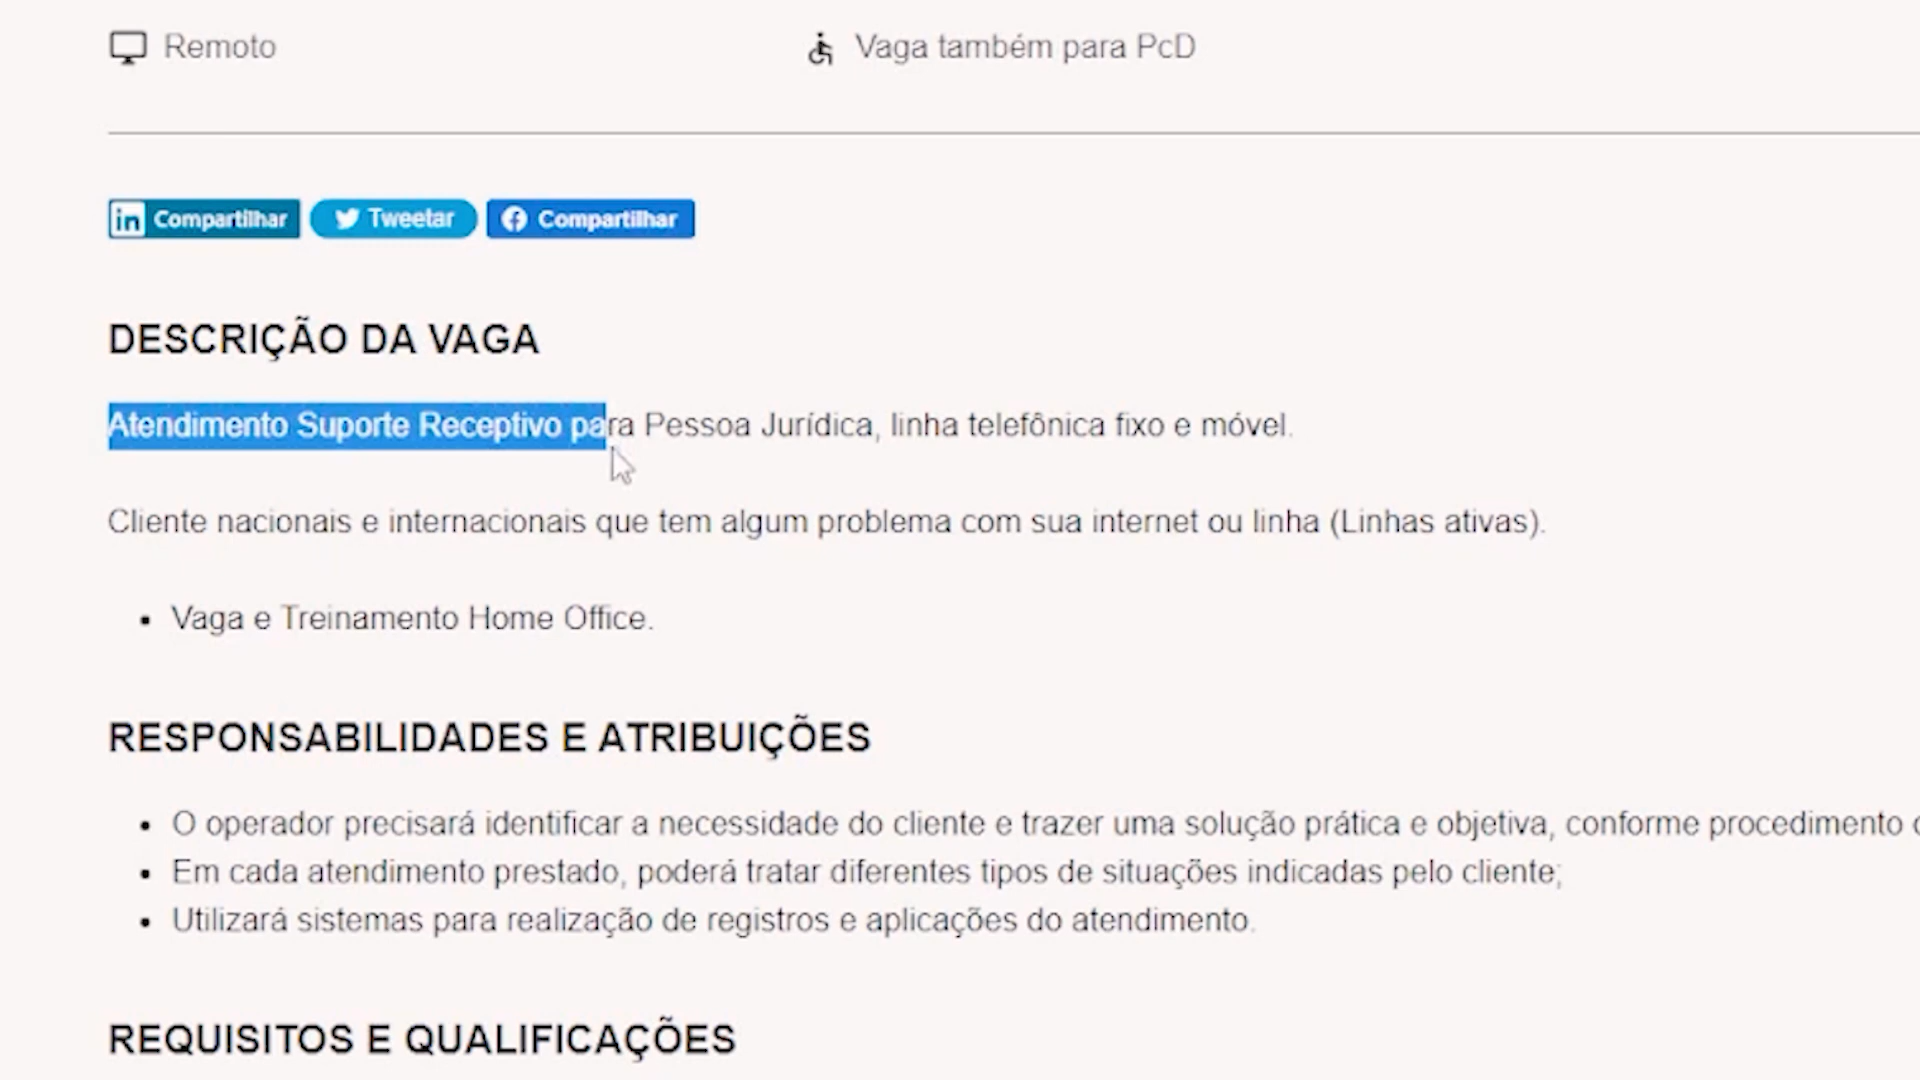 Remoto
Vaga também para PcD
in Compartilhar
Tweetar
Compartilhar
DESCRIÇÃO DA VAGA
Atendimento Suporte Receptivo para Pessoa Jurídica, linha telefônica fixo e móvel.
Cliente nacionais e internacionais que tem algum problema com sua internet ou linha (Linhas ativas).
• Vaga e Treinamento Home Office.
RESPONSABILIDADES E ATRIBUIÇÕES
• O operador precisará identificar a necessidade do cliente e trazer uma solução prática e objetiva, conforme procedimento
• Em cada atendimento prestado, poderá tratar diferentes tipos de situações indicadas pelo cliente;
• Utilizará sistemas para realização de registros e aplicações do atendimento.
REQUISITOS E QUALIFICAÇÕES